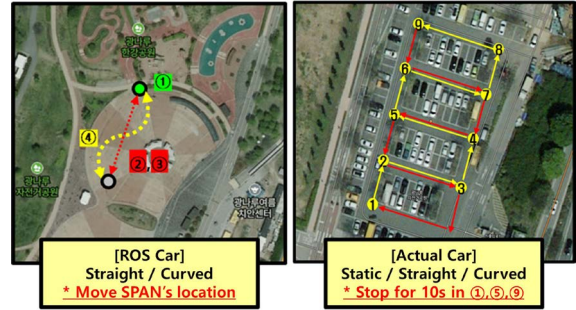 광나루
한강공원
①
④
②, ③
광나루
자전거공원
광나루여름
치안센터
[ROS Car]
Straight / Curved
* Move SPAN's location
9
8
6
7
5
4
2
3
1
[Actual Car]
Static / Straight / Curved
* Stop for 10s in ①,⑤,⑨